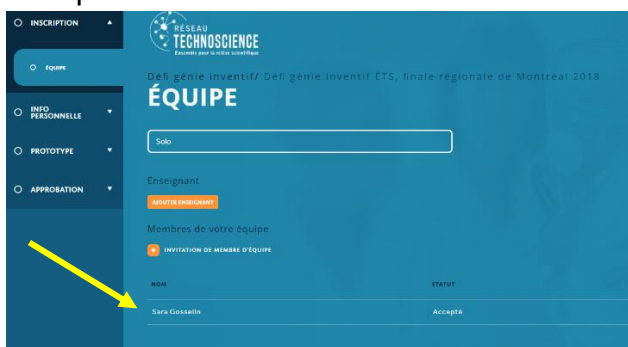 INSCRIPTION
ÉQUIPE
INFO
PERSONNELLE
PROTOTYPE
APPROBATION
RÉSEAU
TECHNOSCIENCE
Ensemble pour la relève scientifique
Défi génie inventif/ Défi génie inventif ÉTS, finale régionale de Montréal 2018
ÉQUIPE
Solo
Enseignant
AJOUTER ENSEIGNANT
Membres de votre équipe
+ INVITATION DE MEMBRE D'ÉQUIPE
NOM STATUT
Sara Gosselin Accepté